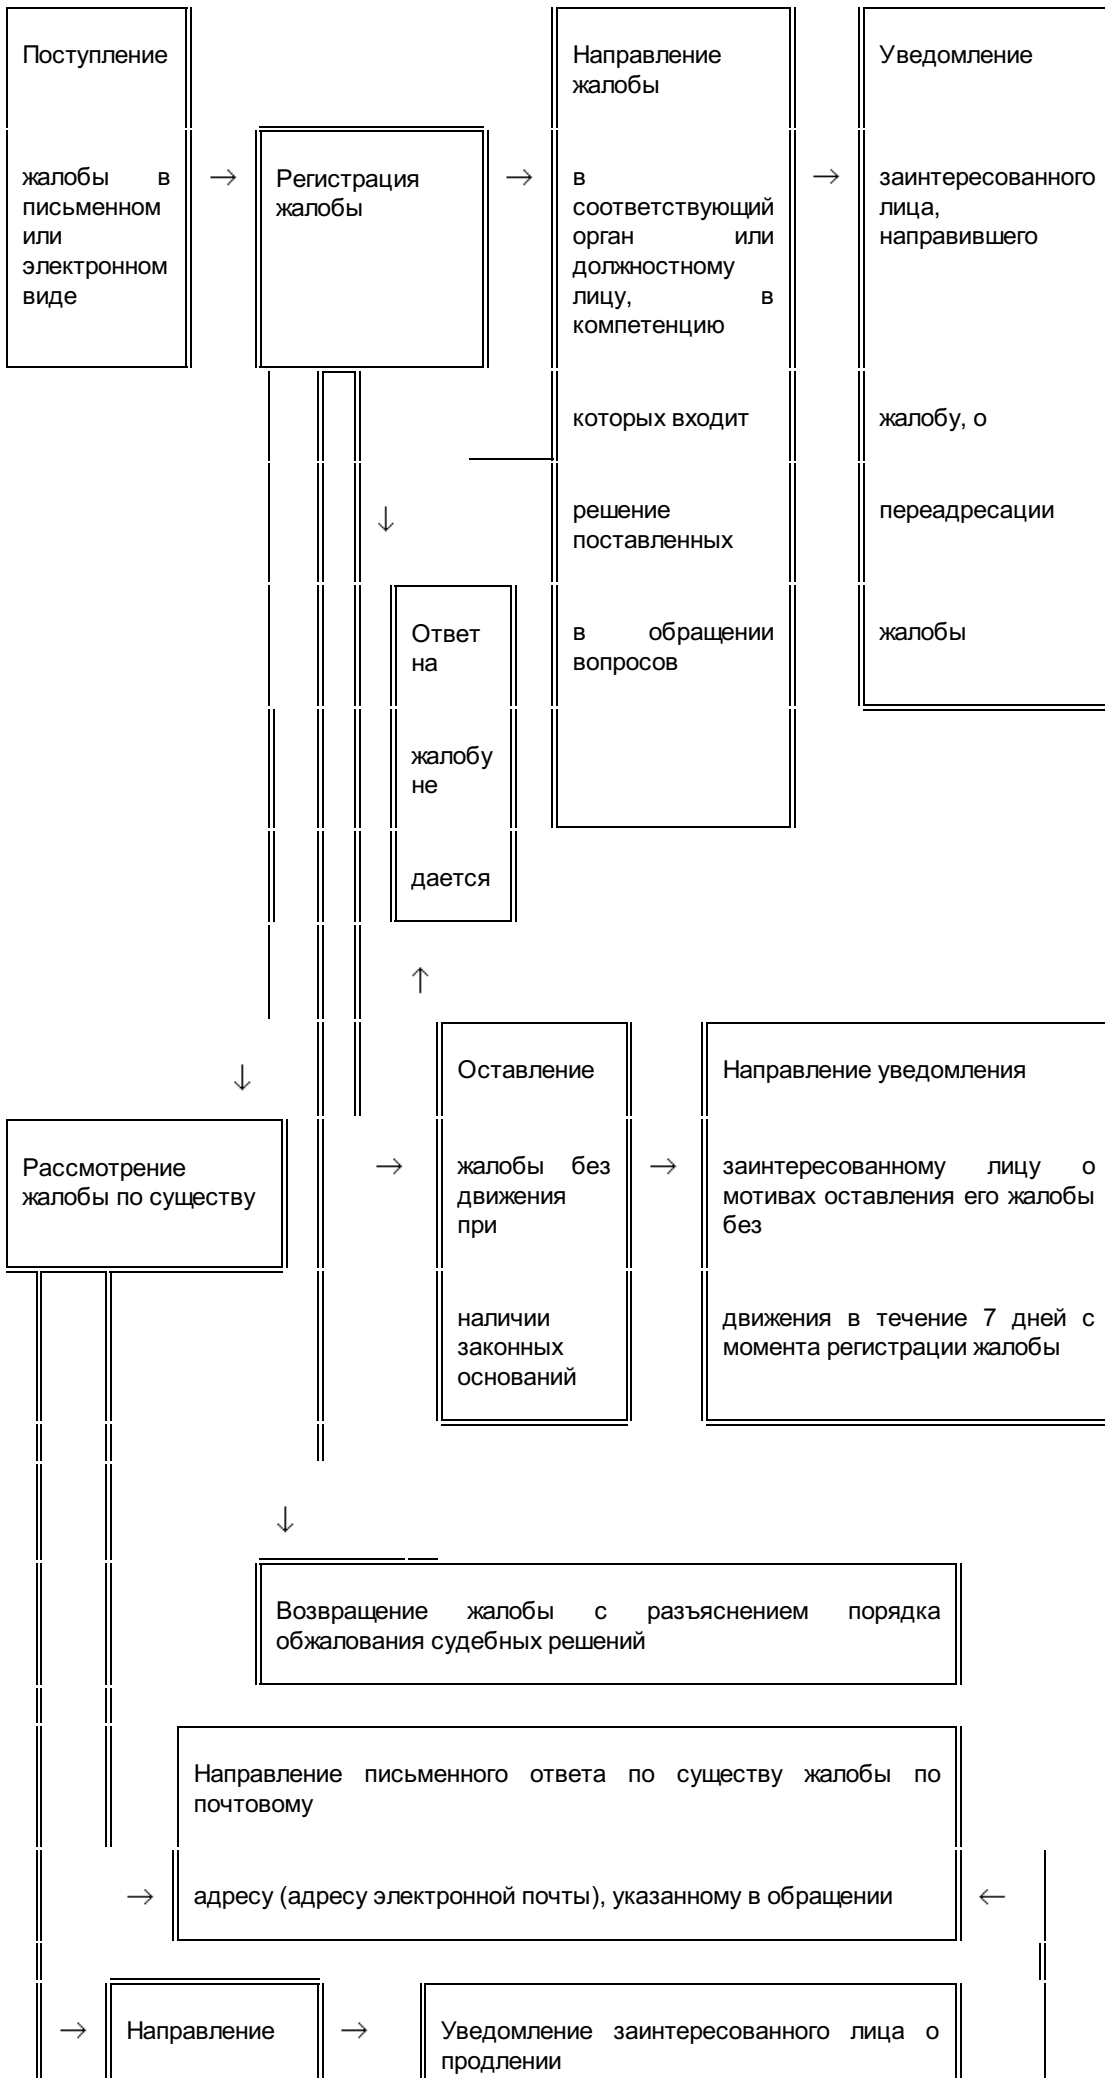 Поступление
жалобы в
письменном
или
электронном
виде
→
Регистрация
жалобы
→
Направление
жалобы
в
соответствующий
орган или
должностному
лицу, в
компетенцию
которых входит
решение
поставленных
в обращении
вопросов
→
Уведомление
заинтересованного
лица,
направившего
жалобу, о
переадресации
жалобы
↓
Ответ
на
жалобу
не
дается
↑
↓
Рассмотрение
жалобы по существу
→
Оставление
жалобы без
движения
при
наличии
законных
оснований
→
Направление уведомления
заинтересованному лицу о
мотивах оставления его жалобы
без
движения в течение 7 дней с
момента регистрации жалобы
↓
Возвращение жалобы с разъяснением порядка
обжалования судебных решений
Направление письменного ответа по существу жалобы по
почтовому
→
адресу (адресу электронной почты), указанному в обращении
←
→
Направление
→
Уведомление заинтересованного лица о
продлении